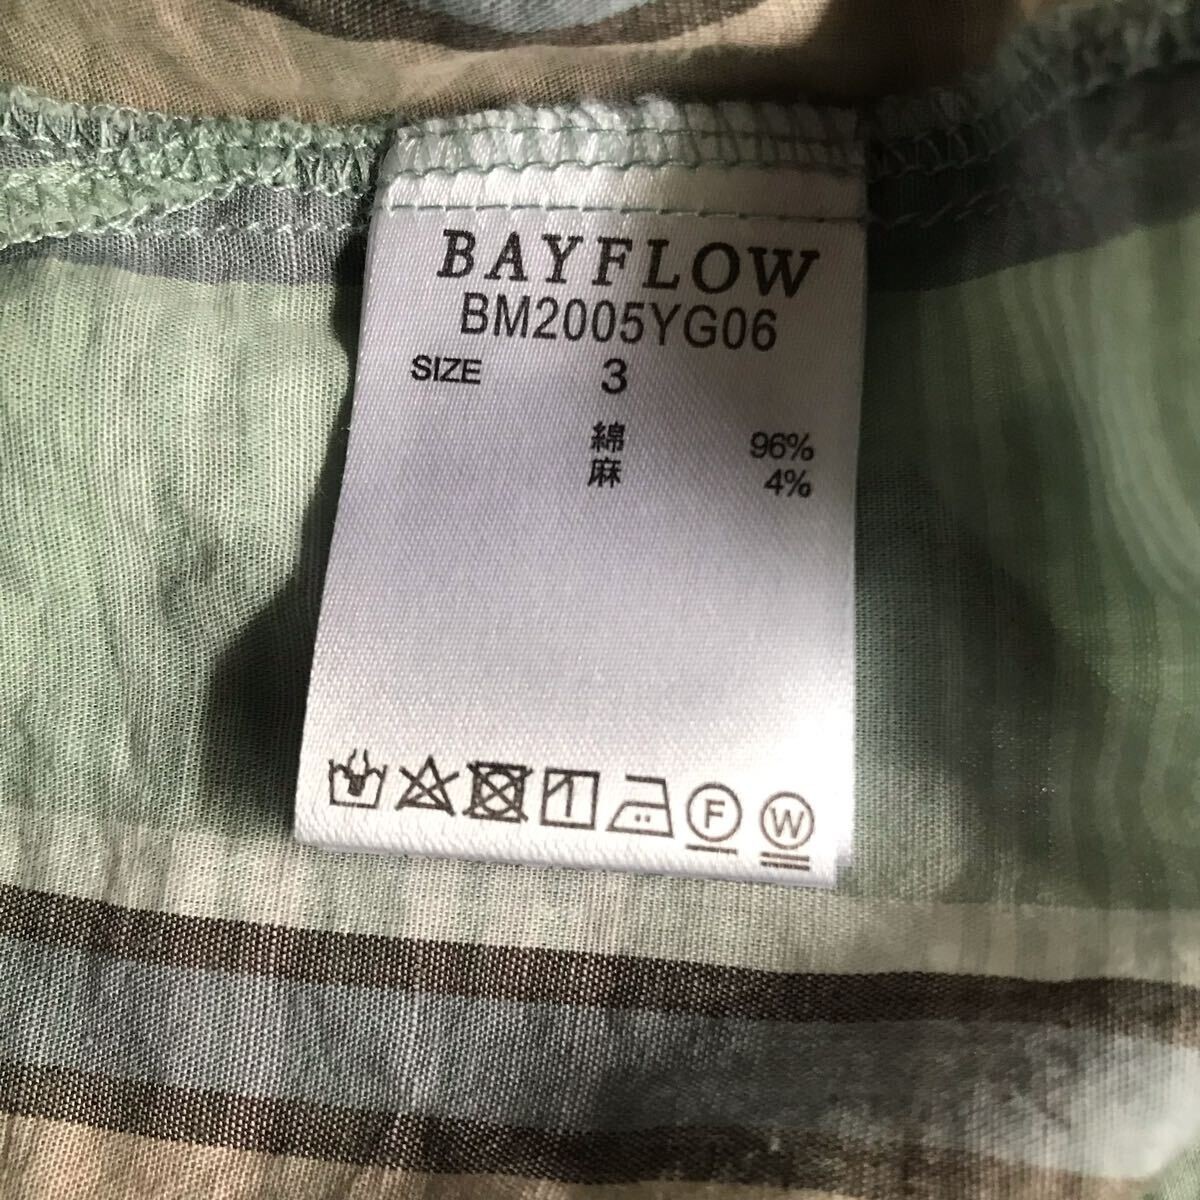 BAYFLOW
BM2005YG06
SIZE 3
綿 96%
麻 4%
F W